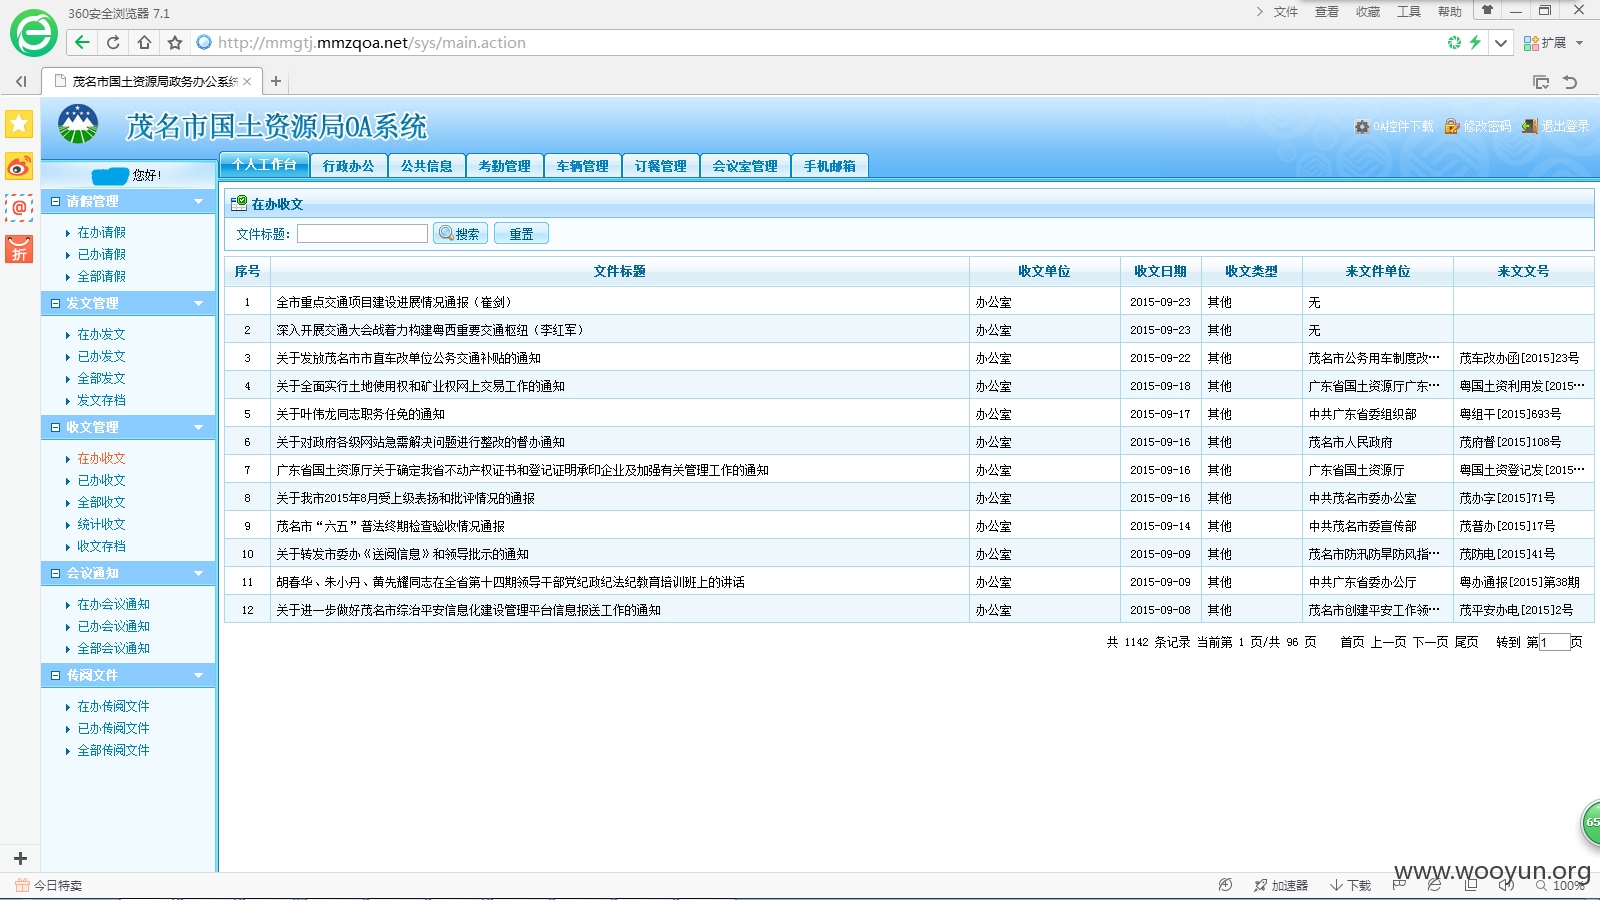 360安全浏览器 7.1
文件 查看 收藏 工具 帮助
http://mmgtj.mmzqoa.net/sys/main.action
扩展
茂名市国土资源局政务办公系统
茂名市国土资源局OA系统
OA控件下载 修改密码 退出登录
您好!
个人工作台 行政办公 公共信息 考勤管理 车辆管理 订餐管理 会议室管理 手机邮箱
请假管理
在办请假
已办请假
全部请假
发文管理
在办发文
已办发文
全部发文
发文存档
收文管理
在办收文
已办收文
全部收文
统计收文
收文存档
会议通知
在办会议通知
已办会议通知
全部会议通知
传阅文件
在办传阅文件
已办传阅文件
全部传阅文件
在办收文
文件标题: 搜索 重置
序号 文件标题 收文单位 收文日期 收文类型 来文件单位 来文文号
1 全市重点交通项目建设进展情况通报（崔剑） 办公室 2015-09-23 其他 无
2 深入开展交通大会战着力构建粤西重要交通枢纽（李红军） 办公室 2015-09-23 其他 无
3 关于发放茂名市市直车改单位公务交通补贴的通知 办公室 2015-09-22 其他 茂名市公务用车制度改… 茂车改办函[2015]23号
4 关于全面实行土地使用权和矿业权网上交易工作的通知 办公室 2015-09-18 其他 广东省国土资源厅广东… 粤国土资利用发[2015…
5 关于叶伟龙同志职务任免的通知 办公室 2015-09-17 其他 中共广东省委组织部 粤组干[2015]693号
6 关于对政府各级网站急需解决问题进行整改的督办通知 办公室 2015-09-16 其他 茂名市人民政府 茂府督[2015]108号
7 广东省国土资源厅关于确定我省不动产权证书和登记证明承印企业及加强有关管理工作的通知 办公室 2015-09-16 其他 广东省国土资源厅 粤国土资登记发[2015…
8 关于我市2015年8月受上级表扬和批评情况的通报 办公室 2015-09-16 其他 中共茂名市委办公室 茂办字[2015]71号
9 茂名市“六五”普法终期检查验收情况通报 办公室 2015-09-14 其他 中共茂名市委宣传部 茂普办[2015]17号
10 关于转发市委办《送阅信息》和领导批示的通知 办公室 2015-09-09 其他 茂名市防汛防旱防风指… 茂防电[2015]41号
11 胡春华、朱小丹、黄先耀同志在全省第十四期领导干部党纪政纪法纪教育培训班上的讲话 办公室 2015-09-09 其他 中共广东省委办公厅 粤办通报[2015]第38期
12 关于进一步做好茂名市综治平安信息化建设管理平台信息报送工作的通知 办公室 2015-09-08 其他 茂名市创建平安工作领… 茂平安办电[2015]2号
共 1142 条记录 当前第 1 页/共 96 页 首页 上一页 下一页 尾页 转到 第1页
65
www.wooyun.org
今日特卖
加速器 下载 100%